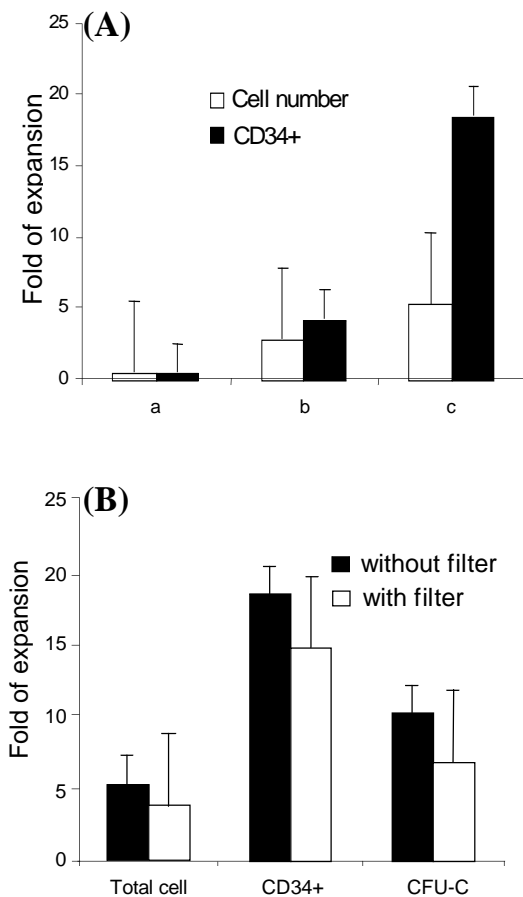 (A)
25
20
15
10
5
0
Fold of expansion
Cell number
CD34+
a b c
(B)
25
20
15
10
5
0
Fold of expansion
without filter
with filter
Total cell CD34+ CFU-C